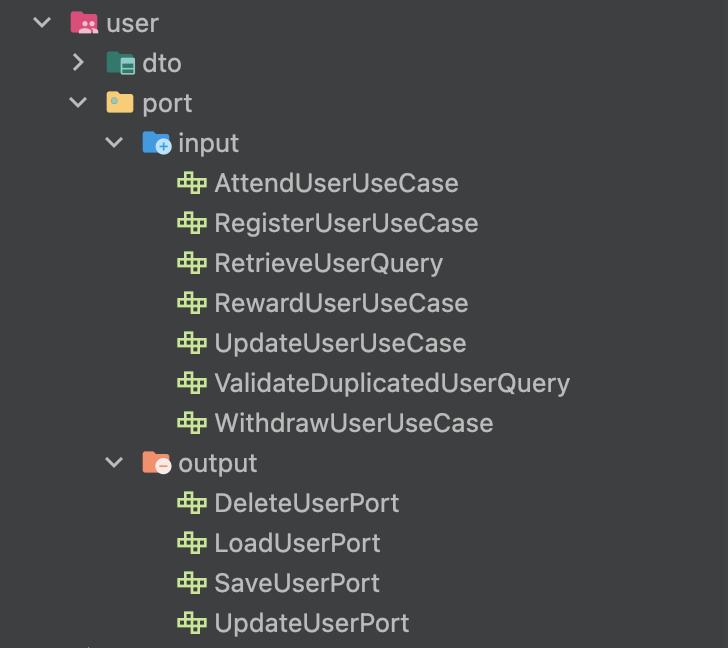 user
dto
port
input
AttendUserUseCase
RegisterUserUseCase
RetrieveUserQuery
RewardUserUseCase
UpdateUserUseCase
ValidateDuplicatedUserQuery
WithdrawUserUseCase
output
DeleteUserPort
LoadUserPort
SaveUserPort
UpdateUserPort